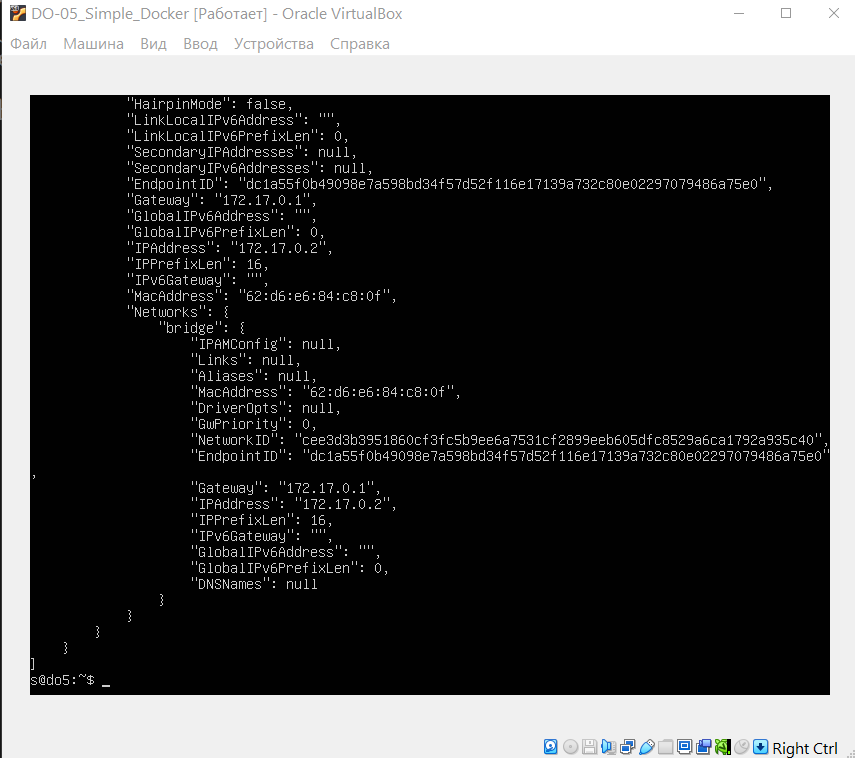 DO-05_Simple_Docker [Работает] - Oracle VirtualBox
Файл Машина Вид Ввод Устройства Справка
"HairpinMode": false,
"LinkLocalIPv6Address": "",
"LinkLocalIPv6PrefixLen": 0,
"SecondaryIPAddresses": null,
"SecondaryIPv6Addresses": null,
"EndpointID": "dc1a55f0b49098e7a598bd34f57d52f116e17139a732c80e02297079486a75e0",
"Gateway": "172.17.0.1",
"GlobalIPv6Address": "",
"GlobalIPv6PrefixLen": 0,
"IPAddress": "172.17.0.2",
"IPPrefixLen": 16,
"IPv6Gateway": "",
"MacAddress": "62:d6:e6:84:c8:0f",
"Networks": {
"bridge": {
"IPAMConfig": null,
"Links": null,
"Aliases": null,
"MacAddress": "62:d6:e6:84:c8:0f",
"DriverOpts": null,
"GwPriority": 0,
"NetworkID": "cee3d3b3951860cf3fc5b9ee6a7531cf2899eeb605dfc8529a6ca1792a935c40",
"EndpointID": "dc1a55f0b49098e7a598bd34f57d52f116e17139a732c80e02297079486a75e0"
,
"Gateway": "172.17.0.1",
"IPAddress": "172.17.0.2",
"IPPrefixLen": 16,
"IPv6Gateway": "",
"GlobalIPv6Address": "",
"GlobalIPv6PrefixLen": 0,
"DNSNames": null
}
}
}
}
]
s@do5:~$ _
Right Ctrl